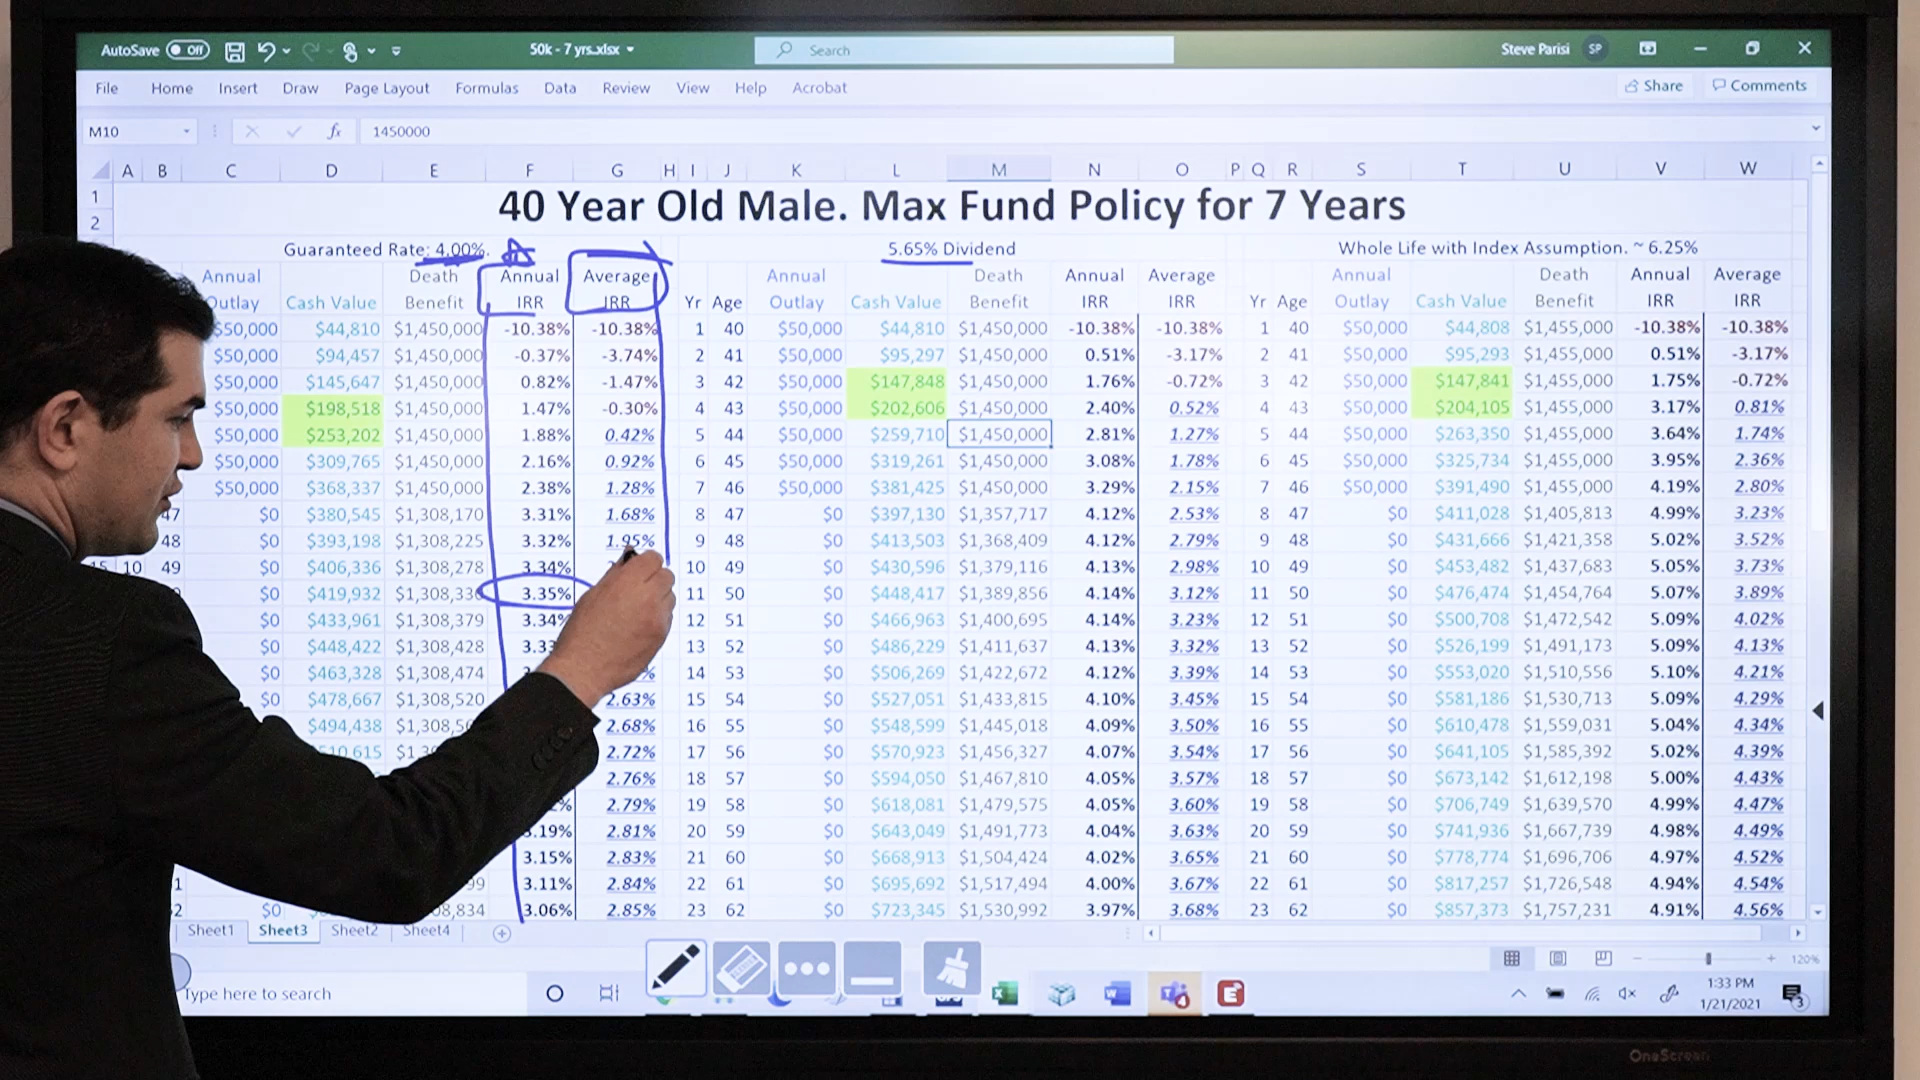 AutoSave Off 50k - 7 yrs.xlsx Search Steve Parisi SP
File Home Insert Draw Page Layout Formulas Data Review View Help Acrobat Share Comments
M10 fx 1450000
A B C D E F G H I J K L M N O P Q R S T U V W
1 40 Year Old Male. Max Fund Policy for 7 Years
2
Guaranteed Rate: 4.00%. 5.65% Dividend Whole Life with Index Assumption. ~ 6.25%
Annual Death Annual Average Annual Death Annual Average Annual Death Annual Average
Outlay Cash Value Benefit IRR IRR Yr Age Outlay Cash Value Benefit IRR IRR Yr Age Outlay Cash Value Benefit IRR IRR
$50,000 $44,810 $1,450,000 -10.38% -10.38% 1 40 $50,000 $44,810 $1,450,000 -10.38% -10.38% 1 40 $50,000 $44,808 $1,455,000 -10.38% -10.38%
$50,000 $94,457 $1,450,000 -0.37% -3.74% 2 41 $50,000 $95,297 $1,450,000 0.51% -3.17% 2 41 $50,000 $95,293 $1,455,000 0.51% -3.17%
$50,000 $145,647 $1,450,000 0.82% -1.47% 3 42 $50,000 $147,848 $1,450,000 1.76% -0.72% 3 42 $50,000 $147,841 $1,455,000 1.75% -0.72%
$50,000 $198,518 $1,450,000 1.47% -0.30% 4 43 $50,000 $202,606 $1,450,000 2.40% 0.52% 4 43 $50,000 $204,105 $1,455,000 3.17% 0.81%
$50,000 $253,202 $1,450,000 1.88% 0.42% 5 44 $50,000 $259,710 $1,450,000 2.81% 1.27% 5 44 $50,000 $263,350 $1,455,000 3.64% 1.74%
$50,000 $309,765 $1,450,000 2.16% 0.92% 6 45 $50,000 $319,261 $1,450,000 3.08% 1.78% 6 45 $50,000 $325,734 $1,455,000 3.95% 2.36%
$50,000 $368,337 $1,450,000 2.38% 1.28% 7 46 $50,000 $381,425 $1,450,000 3.29% 2.15% 7 46 $50,000 $391,490 $1,455,000 4.19% 2.80%
47 $0 $380,545 $1,308,170 3.31% 1.68% 8 47 $0 $397,130 $1,357,717 4.12% 2.53% 8 47 $0 $411,028 $1,405,813 4.99% 3.23%
48 $0 $393,198 $1,308,225 3.32% 1.95% 9 48 $0 $413,503 $1,368,409 4.12% 2.79% 9 48 $0 $431,666 $1,421,358 5.02% 3.52%
15 10 49 $0 $406,336 $1,308,278 3.34% 10 49 $0 $430,596 $1,379,116 4.13% 2.98% 10 49 $0 $453,482 $1,437,683 5.05% 3.73%
$0 $419,932 3.35% 11 50 $0 $448,417 $1,389,856 4.14% 3.12% 11 50 $0 $476,474 $1,454,764 5.07% 3.89%
$0 $433,961 $1,308,379 3.34% 12 51 $0 $466,963 $1,400,695 4.14% 3.23% 12 51 $0 $500,708 $1,472,542 5.09% 4.02%
$0 $448,422 $1,308,428 13 52 $0 $486,229 $1,411,637 4.13% 3.32% 13 52 $0 $526,199 $1,491,173 5.09% 4.13%
$0 $463,328 $1,308,474 14 53 $0 $506,269 $1,422,672 4.12% 3.39% 14 53 $0 $553,020 $1,510,556 5.10% 4.21%
$0 $478,667 $1,308,520 2.63% 15 54 $0 $527,051 $1,433,815 4.10% 3.45% 15 54 $0 $581,186 $1,530,713 5.09% 4.29%
$494,438 2.68% 16 55 $0 $548,599 $1,445,018 4.09% 3.50% 16 55 $0 $610,478 $1,559,031 5.04% 4.34%
2.72% 17 56 $0 $570,923 $1,456,327 4.07% 3.54% 17 56 $0 $641,105 $1,585,392 5.02% 4.39%
2.76% 18 57 $0 $594,050 $1,467,810 4.05% 3.57% 18 57 $0 $673,142 $1,612,198 5.00% 4.43%
2.79% 19 58 $0 $618,081 $1,479,575 4.05% 3.60% 19 58 $0 $706,749 $1,639,570 4.99% 4.47%
3.19% 2.81% 20 59 $0 $643,049 $1,491,773 4.04% 3.63% 20 59 $0 $741,936 $1,667,739 4.98% 4.49%
3.15% 2.83% 21 60 $0 $668,913 $1,504,424 4.02% 3.65% 21 60 $0 $778,774 $1,696,706 4.97% 4.52%
3.11% 2.84% 22 61 $0 $695,692 $1,517,494 4.00% 3.67% 22 61 $0 $817,257 $1,726,548 4.94% 4.54%
$0 3.06% 2.85% 23 62 $0 $723,345 $1,530,992 3.97% 3.68% 23 62 $0 $857,373 $1,757,231 4.91% 4.56%
Sheet1 Sheet3 Sheet2 Sheet4
120%
Type here to search 1:33 PM
1/21/2021
OneScreen